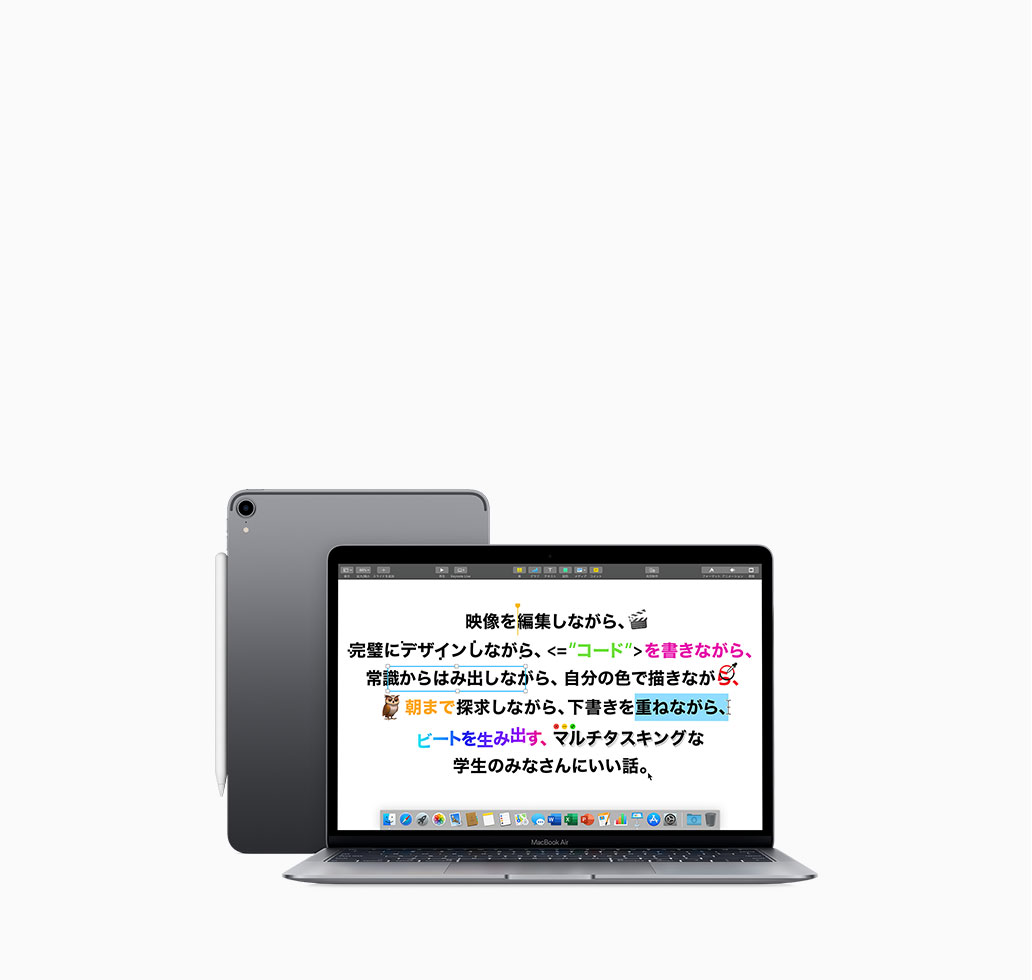 Keynote Live
映像を編集しながら、
完璧にデザインしながら、<="コード">を書きながら、
常識からはみ出しながら、自分の色で描きながら、
朝まで探求しながら、下書きを重ねながら、
ビートを生み出す、マルチタスキングな
学生のみなさんにいい話。
MacBook Air